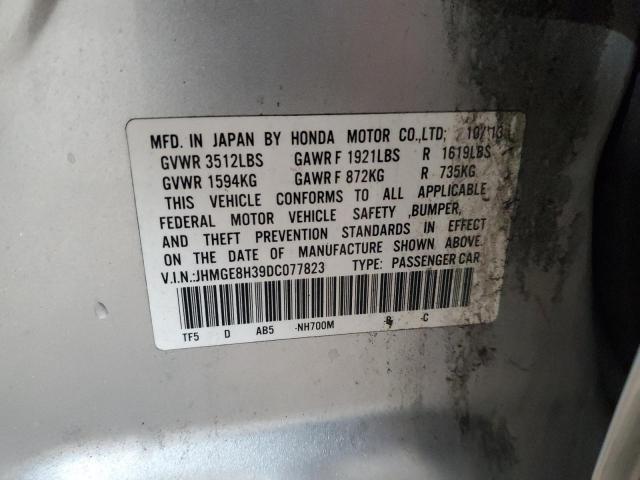 MFD. IN JAPAN BY HONDA MOTOR CO.,LTD; 10/13
GVWR 3512LBS GAWR F 1921LBS R 1619LBS
GVWR 1594KG GAWR F 872KG R 735KG
THIS VEHICLE CONFORMS TO ALL APPLICABLE
FEDERAL MOTOR VEHICLE SAFETY ,BUMPER,
AND THEFT PREVENTION STANDARDS IN EFFECT
ON THE DATE OF MANUFACTURE SHOWN ABOVE.
V.I.N.:JHMGE8H39DC077823 TYPE: PASSENGER CAR
TF5 D AB5 -NH700M -C